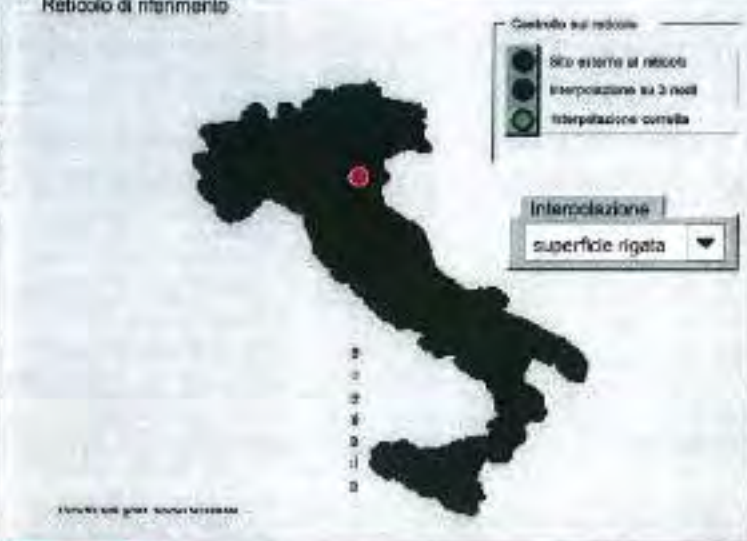 Reticolo di riferimento
Controllo sul reticolo
Sito esterno al reticolo
Interpolazione su 3 nodi
Interpolazione corretta
Interpolazione
superficie rigata